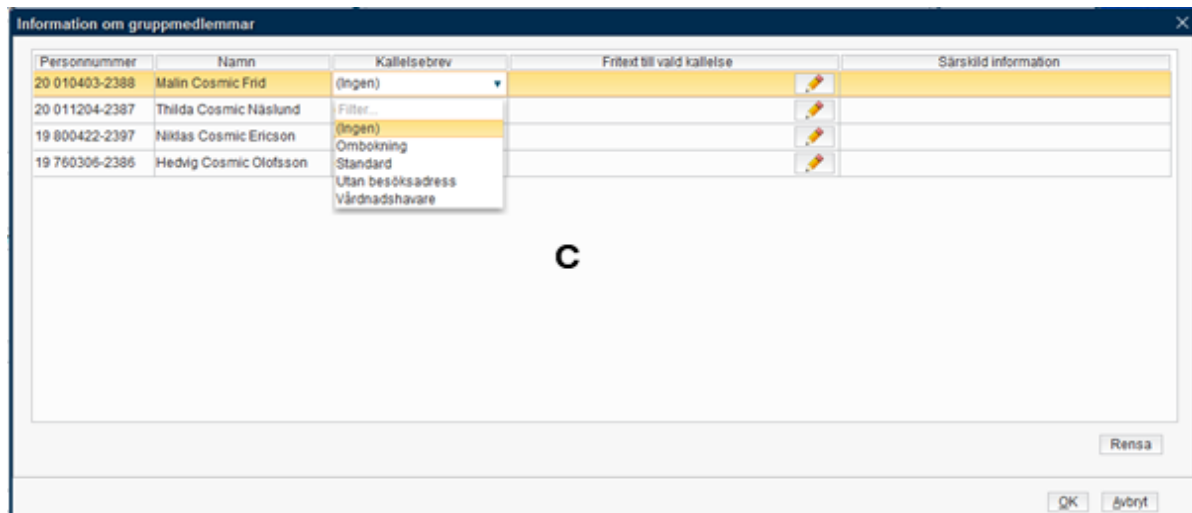 Information om gruppmedlemmar
Personnummer Namn Kallelsebrev Fritext till vald kallelse Särskild information
20 010403-2388 Malin Cosmic Frid (Ingen)
20 011204-2387 Thilda Cosmic Näslund Filter...
(Ingen)
19 800422-2397 Niklas Cosmic Ericson
Ombokning
19 760306-2386 Hedvig Cosmic Olofsson Standard
Utan besöksadress
Vårdnadshavare
C
Rensa
OK Avbryt